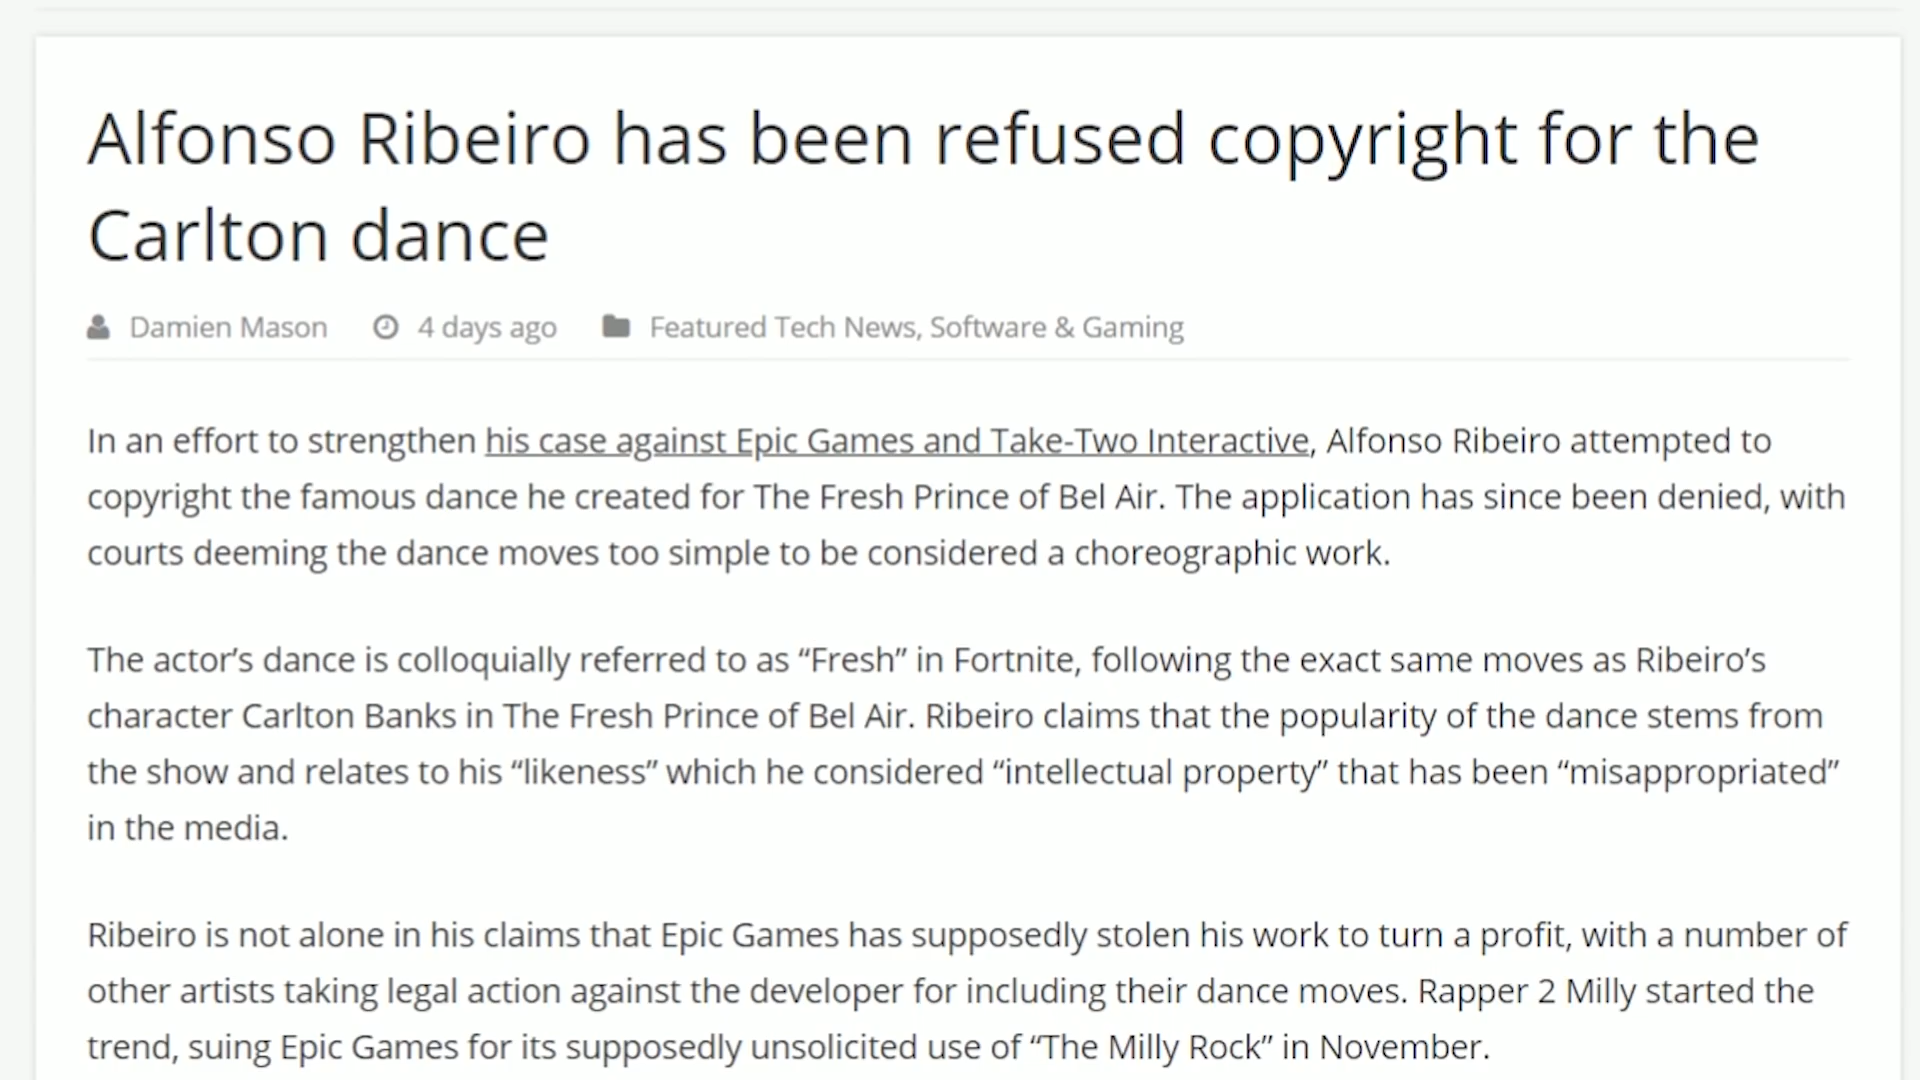 Alfonso Ribeiro has been refused copyright for the
Carlton dance
Damien Mason 4 days ago Featured Tech News, Software & Gaming
In an effort to strengthen his case against Epic Games and Take-Two Interactive, Alfonso Ribeiro attempted to
copyright the famous dance he created for The Fresh Prince of Bel Air. The application has since been denied, with
courts deeming the dance moves too simple to be considered a choreographic work.
The actor’s dance is colloquially referred to as “Fresh” in Fortnite, following the exact same moves as Ribeiro’s
character Carlton Banks in The Fresh Prince of Bel Air. Ribeiro claims that the popularity of the dance stems from
the show and relates to his “likeness” which he considered “intellectual property” that has been “misappropriated”
in the media.
Ribeiro is not alone in his claims that Epic Games has supposedly stolen his work to turn a profit, with a number of
other artists taking legal action against the developer for including their dance moves. Rapper 2 Milly started the
trend, suing Epic Games for its supposedly unsolicited use of “The Milly Rock” in November.